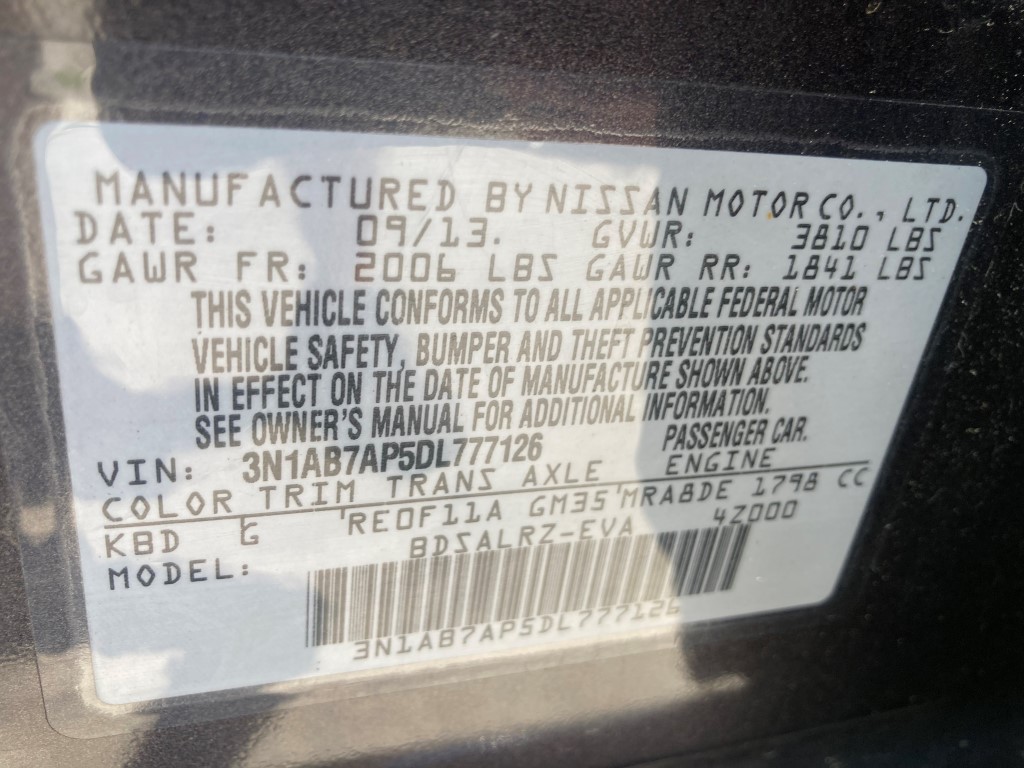 MANUFACTURED BY NISSAN MOTOR CO., LTD.
DATE: 09/13. GVWR: 3810 LBS
GAWR FR: 2006 LBS GAWR RR: 1841 LBS
THIS VEHICLE CONFORMS TO ALL APPLICABLE FEDERAL MOTOR
VEHICLE SAFETY, BUMPER AND THEFT PREVENTION STANDARDS
IN EFFECT ON THE DATE OF MANUFACTURE SHOWN ABOVE.
SEE OWNER'S MANUAL FOR ADDITIONAL INFORMATION.
VIN: 3N1AB7AP5DL777126 PASSENGER CAR.
COLOR TRIM TRANS AXLE ENGINE
KBD G 'RE0F11A GM35'MRA8DE 1798 CC
MODEL: BDSALRZ-EVA 4Z000
3N1AB7AP5DL777126